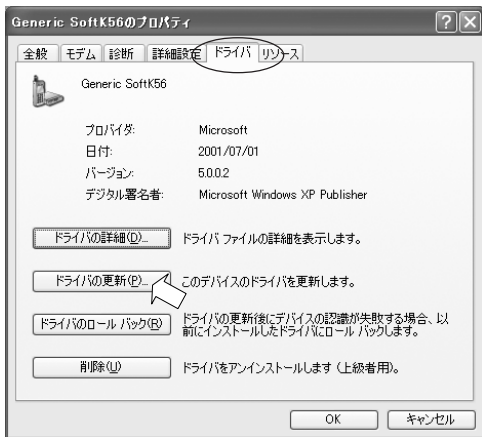 Generic SoftK56のプロパティ
全般 モデム 診断 詳細設定 ドライバ リソース
Generic SoftK56
プロバイダ: Microsoft
日付: 2001/07/01
バージョン: 5.0.0.2
デジタル署名者: Microsoft Windows XP Publisher
ドライバの詳細(D)... ドライバ ファイルの詳細を表示します。
ドライバの更新(P)... このデバイスのドライバを更新します。
ドライバのロール バック(R) ドライバの更新後にデバイスの認識が失敗する場合、以
前にインストールしたドライバにロール バックします。
削除(U) ドライバをアンインストールします (上級者用)。
OK キャンセル